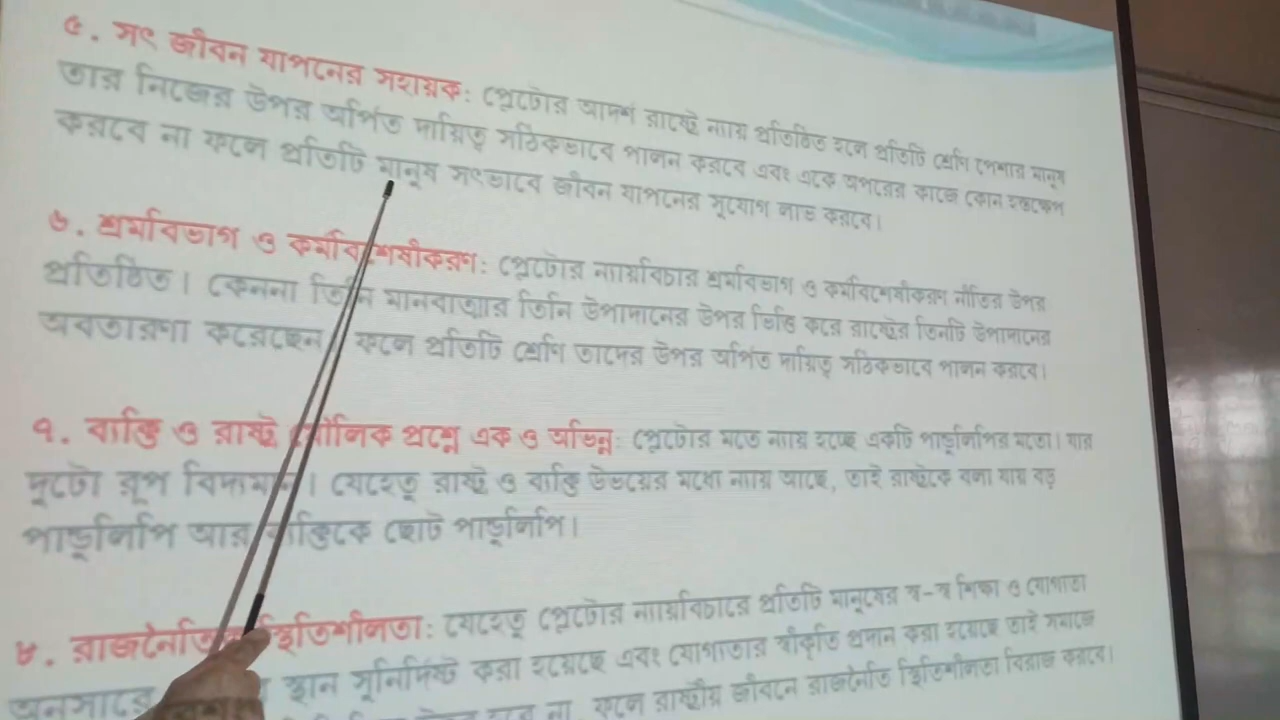 ৫. সৎ জীবন যাপনের সহায়ক: প্লেটোর আদর্শ রাষ্ট্রে ন্যায় প্রতিষ্ঠিত হলে প্রতিটি শ্রেণি পেশার মানুষ
তার নিজের উপর অর্পিত দায়িত্ব সঠিকভাবে পালন করবে এবং একে অপরের কাজে কোন হস্তক্ষেপ
করবে না ফলে প্রতিটি মানুষ সৎভাবে জীবন যাপনের সুযোগ লাভ করবে।
৬. শ্রমবিভাগ ও কর্মবিশেষীকরণ: প্লেটোর ন্যায়বিচার শ্রমবিভাগ ও কর্মবিশেষীকরণ নীতির উপর
প্রতিষ্ঠিত। কেননা তিনি মানবাত্মার তিনি উপাদানের উপর ভিত্তি করে রাষ্ট্রের তিনটি উপাদানের
অবতারণা করেছেন ফলে প্রতিটি শ্রেণি তাদের উপর অর্পিত দায়িত্ব সঠিকভাবে পালন করবে।
৭. ব্যক্তি ও রাষ্ট্র মৌলিক প্রশ্নে এক ও অভিন্ন: প্লেটোর মতে ন্যায় হচ্ছে একটি পান্ডুলিপির মতো। যার
দুটো রূপ বিদ্যমান। যেহেতু রাষ্ট্র ও ব্যক্তি উভয়ের মধ্যে ন্যায় আছে, তাই রাষ্ট্রকে বলা যায় বড়
পান্ডুলিপি আর ব্যক্তিকে ছোট পান্ডুলিপি।
৮. রাজনৈতিক স্থিতিশীলতা: যেহেতু প্লেটোর ন্যায়বিচারে প্রতিটি মানুষের স্ব-স্ব শিক্ষা ও যোগ্যতা
অনুসারে স্থান সুনির্দিষ্ট করা হয়েছে এবং যোগ্যতার স্বীকৃতি প্রদান করা হয়েছে তাই সমাজে
না ফলে রাষ্ট্রীয় জীবনে রাজনৈতি স্থিতিশীলতা বিরাজ করবে।